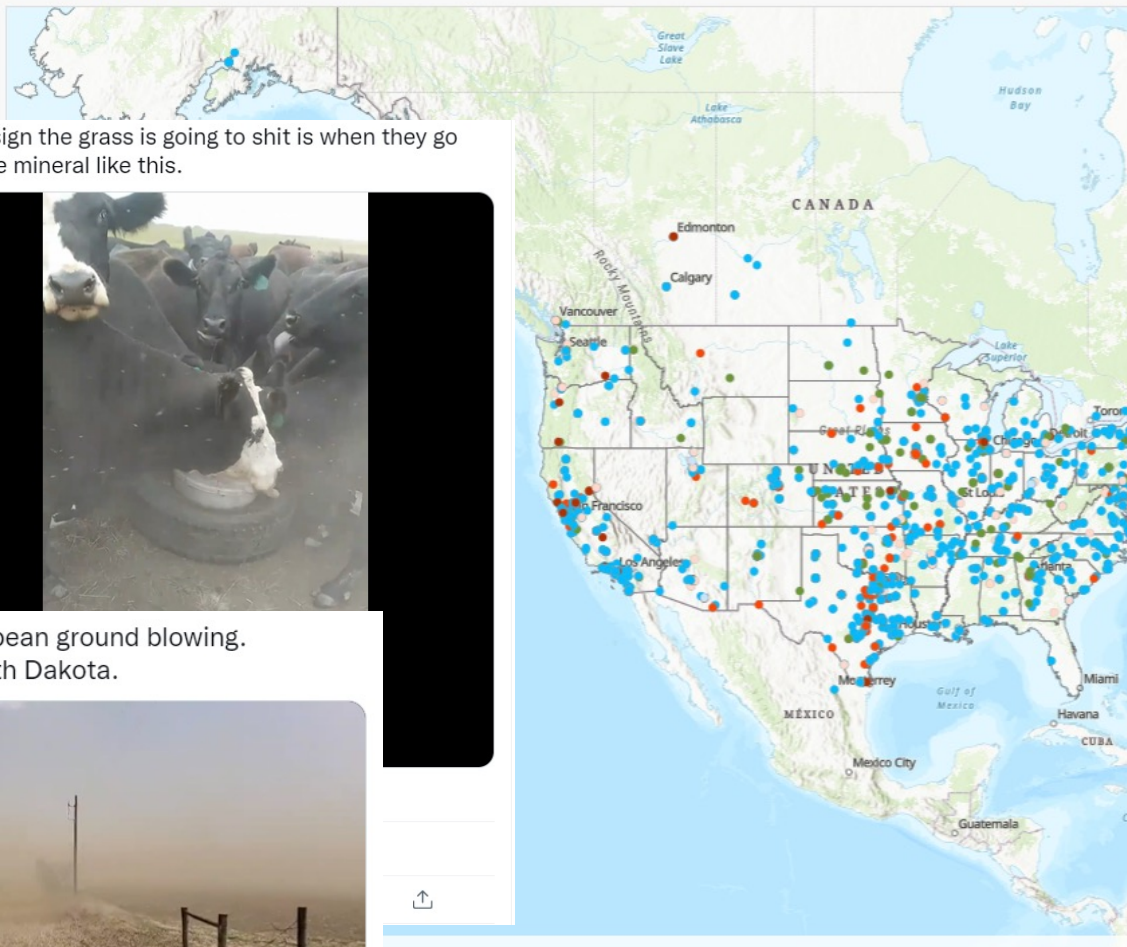 Great
Slave
Lake
Hudson
Bay
Lake
Athabasca
sign the grass is going to shit is when they go
e mineral like this.
CANADA
Edmonton
Rocky Mountains
Calgary
Vancouver
Seattle
Lake
Superior
Toron
Great Plains
Chicago
Detroit
UNITED
STATES
St Lou
San Francisco
Los Angeles
Atlanta
Houston
Monterrey
Miami
Gulf of
Mexico
MÉXICO
Havana
CUBA
Mexico City
Guatemala
bean ground blowing.
th Dakota.